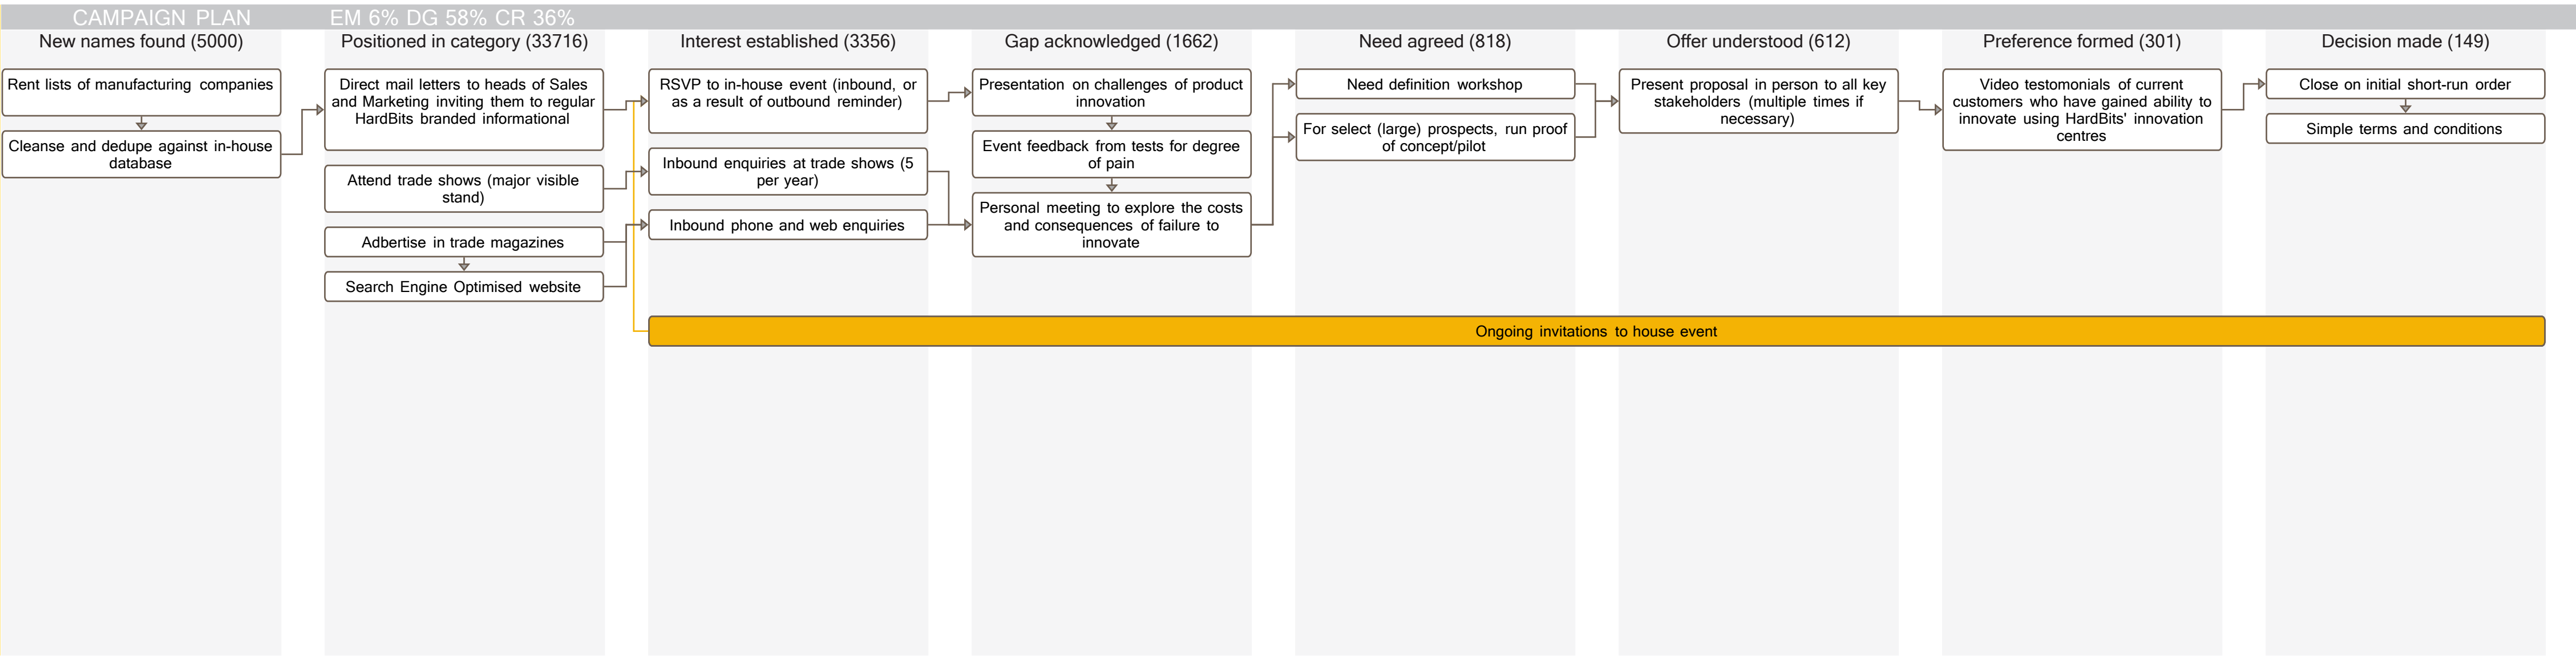 CAMPAIGN PLAN
EM 6% DG 58% CR 36%
New names found (5000)
Rent lists of manufacturing companies
Cleanse and dedupe against in-house
database
Positioned in category (33716)
Direct mail letters to heads of Sales
and Marketing inviting them to regular
HardBits branded informational
Attend trade shows (major visible
stand)
Adbertise in trade magazines
Search Engine Optimised website
Interest established (3356)
RSVP to in-house event (inbound, or
as a result of outbound reminder)
Inbound enquiries at trade shows (5
per year)
Inbound phone and web enquiries
Gap acknowledged (1662)
Presentation on challenges of product
innovation
Event feedback from tests for degree
of pain
Personal meeting to explore the costs
and consequences of failure to
innovate
Need agreed (818)
Need definition workshop
For select (large) prospects, run proof
of concept/pilot
Offer understood (612)
Present proposal in person to all key
stakeholders (multiple times if
necessary)
Preference formed (301)
Video testomonials of current
customers who have gained ability to
innovate using HardBits' innovation
centres
Decision made (149)
Close on initial short-run order
Simple terms and conditions
Ongoing invitations to house event